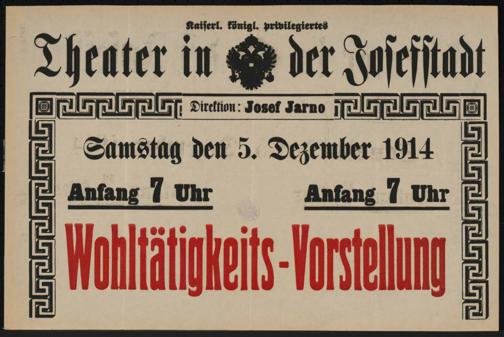 Kaiserl. königl. privilegiertes
Theater in der Josefstadt
Direktion: Josef Jarno
Samstag den 5. Dezember 1914
Anfang 7 Uhr Anfang 7 Uhr
Wohltätigkeits-Vorstellung